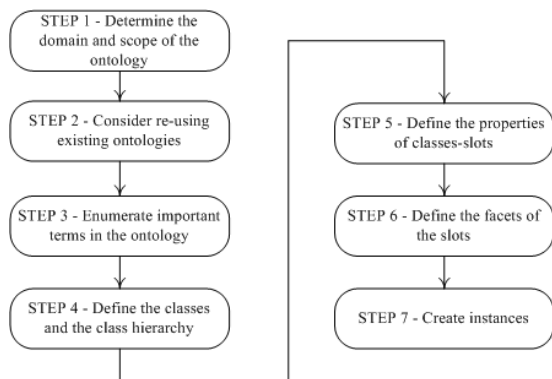 STEP 1 - Determine the
domain and scope of the
ontology
STEP 2 - Consider re-using
existing ontologies
STEP 3 - Enumerate important
terms in the ontology
STEP 4 - Define the classes
and the class hierarchy
STEP 5 - Define the properties
of classes-slots
STEP 6 - Define the facets of
the slots
STEP 7 - Create instances